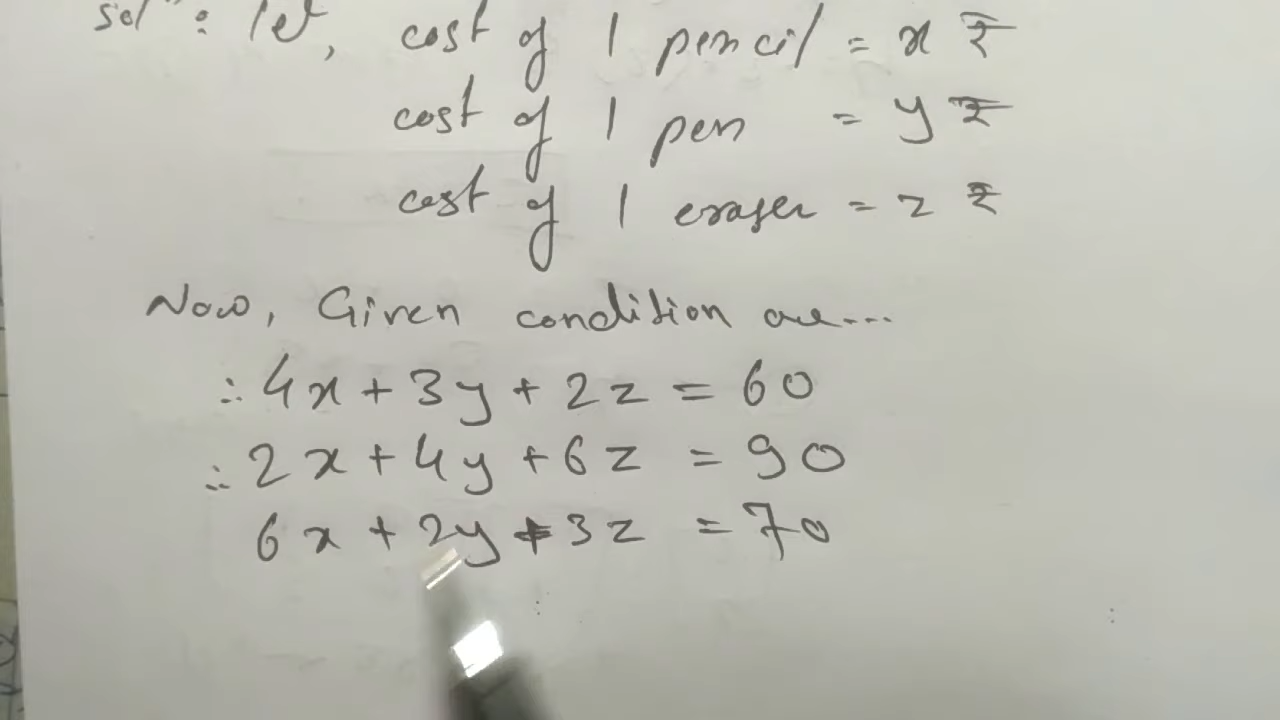 solⁿ : let, cost of 1 pencil = x ₹
cost of 1 pen = y ₹
cost of 1 eraser = z ₹
Now, Given condition are...
∴ 4x + 3y + 2z = 60
∴ 2x + 4y + 6z = 90
6x + 2y + 3z = 70